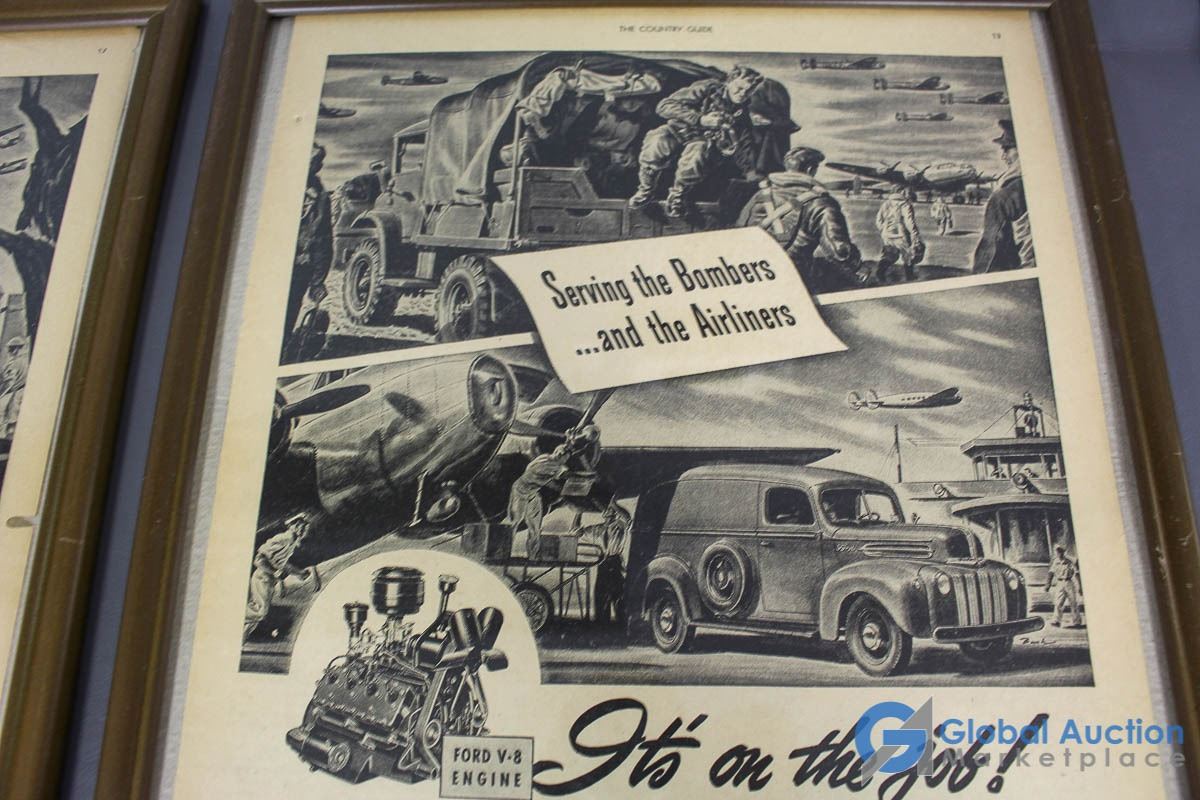 THE COUNTRY GUIDE
Serving the Bombers
...and the Airliners
FORD V-8
ENGINE
It's on the job!
Global Auction
Marketplace